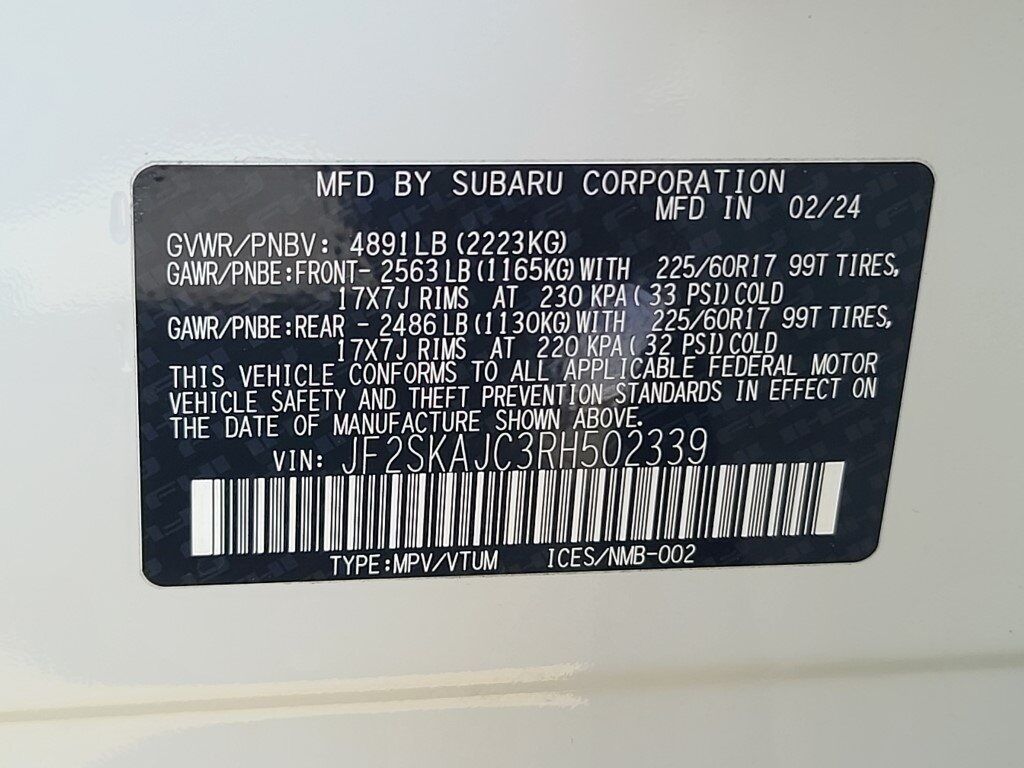 MFD BY SUBARU CORPORATION
MFD IN 02/24
GVWR/PNBV: 4891LB (2223KG)
GAWR/PNBE:FRONT- 2563 LB (1165KG) WITH 225/60R17 99T TIRES,
17X7J RIMS AT 230 KPA( 33 PSI) COLD
GAWR/PNBE:REAR - 2486 LB (1130KG) WITH 225/60R17 99T TIRES,
17X7J RIMS AT 220 KPA( 32 PSI) COLD
THIS VEHICLE CONFORMS TO ALL APPLICABLE FEDERAL MOTOR
VEHICLE SAFETY AND THEFT PREVENTION STANDARDS IN EFFECT ON
THE DATE OF MANUFACTURE SHOWN ABOVE.
VIN: JF2SKAJC3RH502339
TYPE:MPV/VTUM ICES/NMB-002